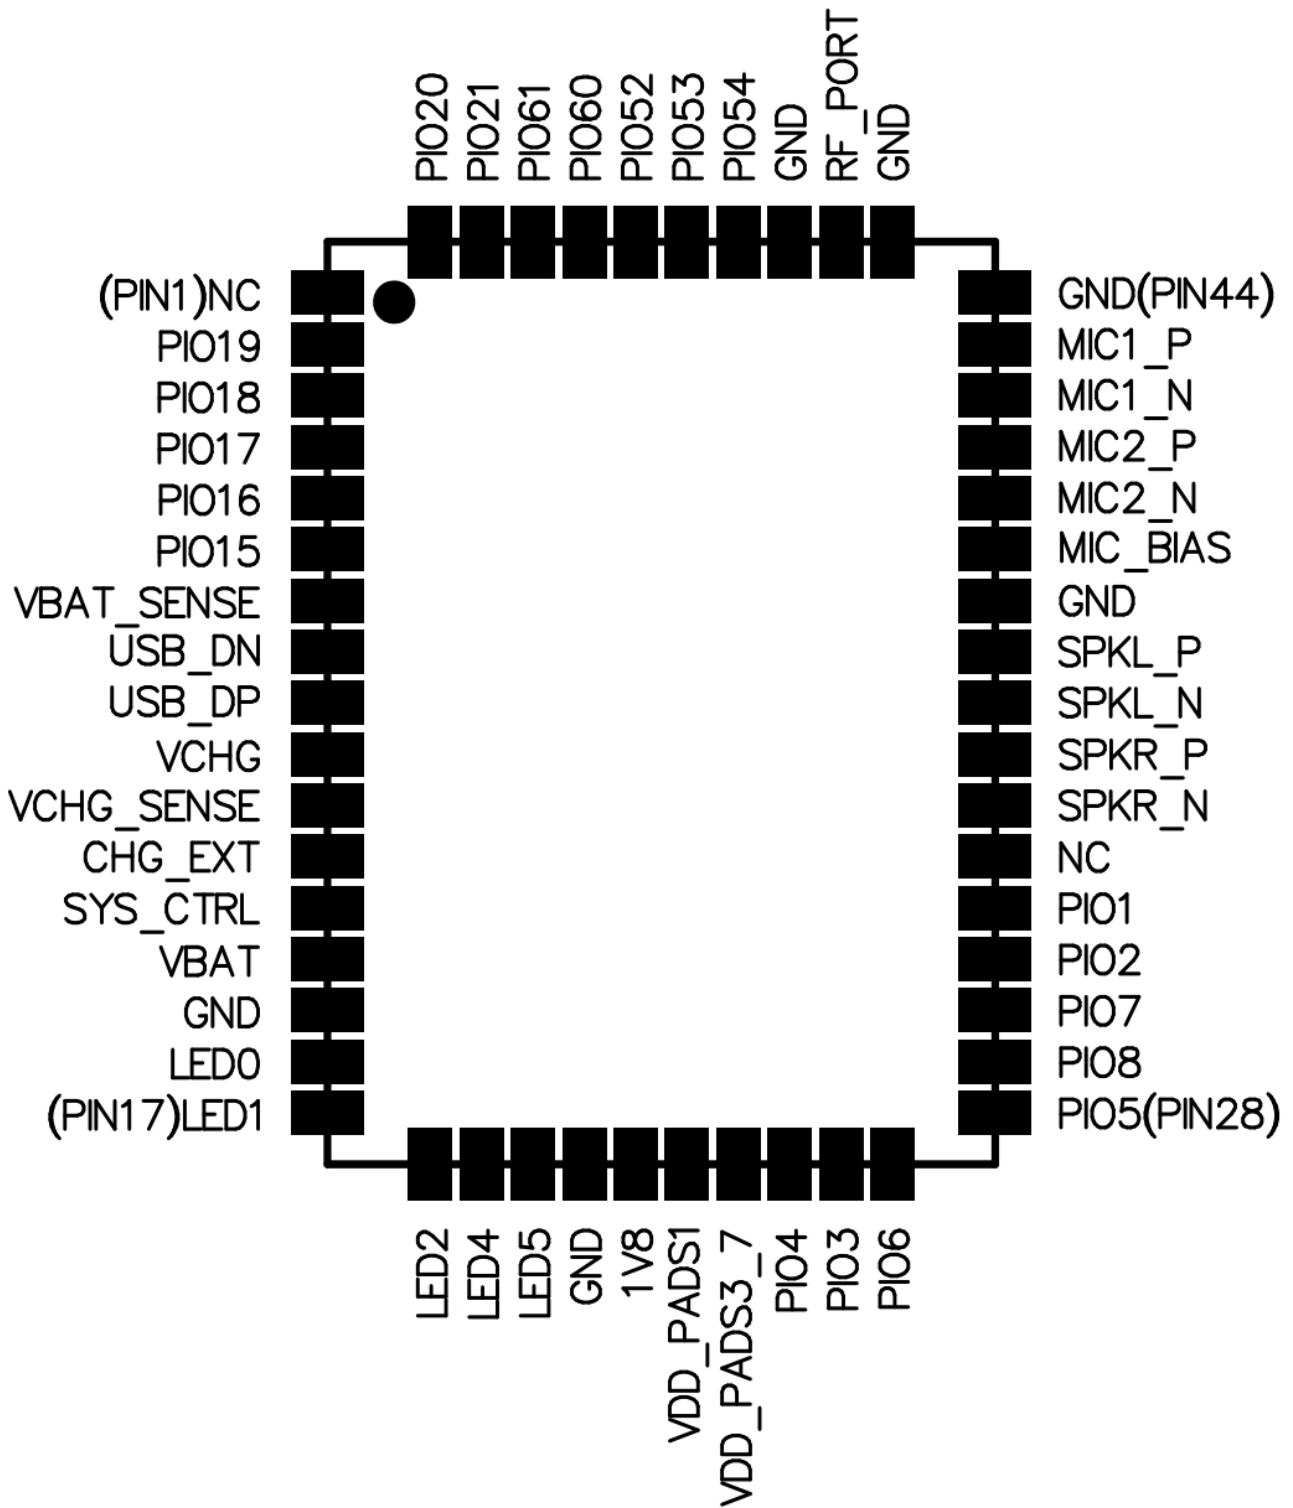 PIO20
PIO21
PIO61
PIO60
PIO52
PIO53
PIO54
GND
RF_PORT
GND
(PIN1)NC
PIO19
PIO18
PIO17
PIO16
PIO15
VBAT_SENSE
USB_DN
USB_DP
VCHG
VCHG_SENSE
CHG_EXT
SYS_CTRL
VBAT
GND
LED0
(PIN17)LED1
GND(PIN44)
MIC1_P
MIC1_N
MIC2_P
MIC2_N
MIC_BIAS
GND
SPKL_P
SPKL_N
SPKR_P
SPKR_N
NC
PIO1
PIO2
PIO7
PIO8
PIO5(PIN28)
LED2
LED4
LED5
GND
1V8
VDD_PADS1
VDD_PADS3_7
PIO4
PIO3
PIO6